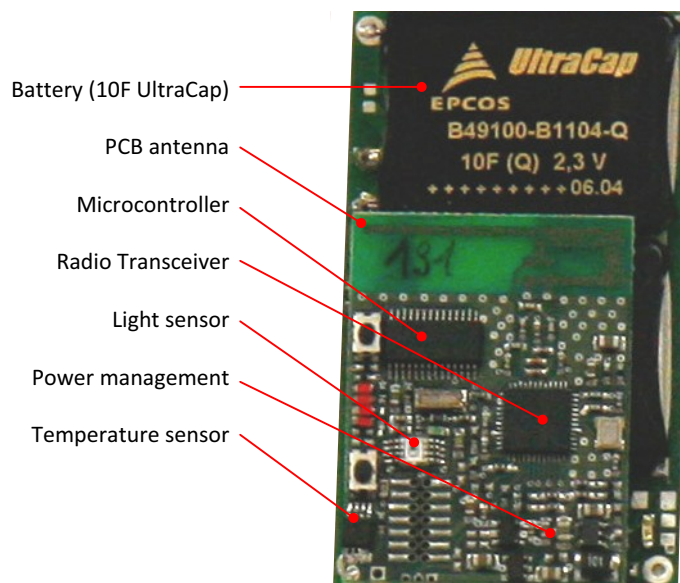 Battery (10F UltraCap)
PCB antenna
Microcontroller
Radio Transceiver
Light sensor
Power management
Temperature sensor
UltraCap
EPCOS
B49100-B1104-Q
10F (Q) 2,3 V
+++++++++06.04
131